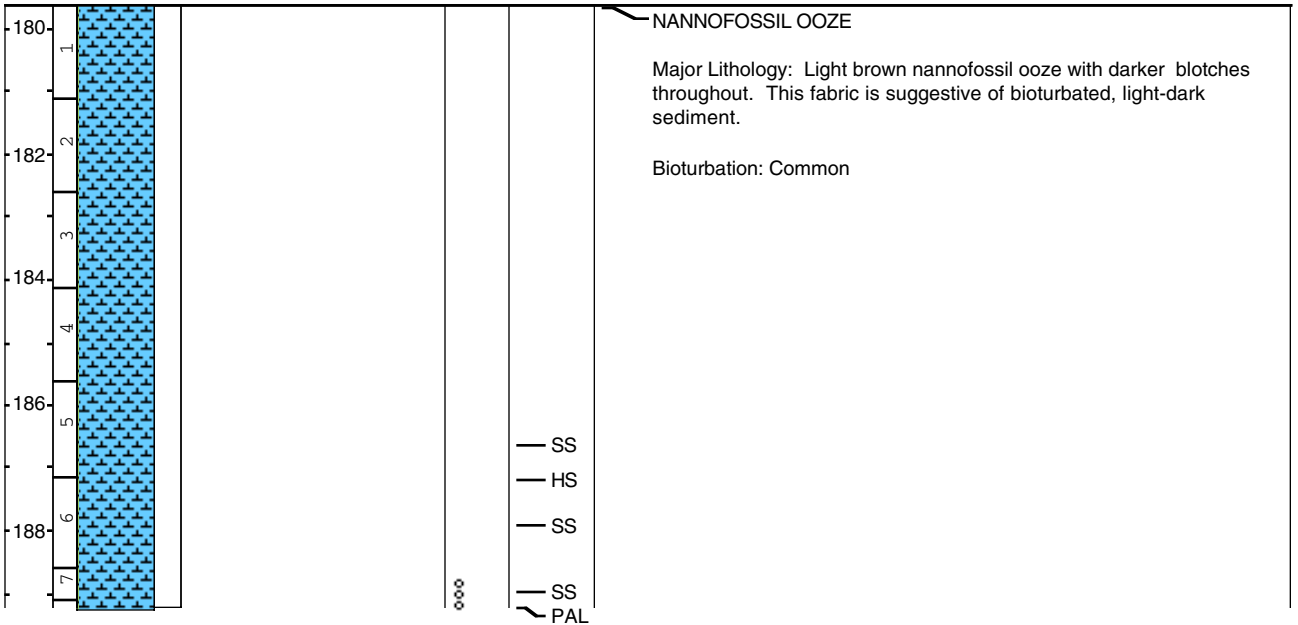 180
1
2
182
3
184
4
186
5
6
188
7
SS
HS
SS
SS
PAL
NANNOFOSSIL OOZE
Major Lithology: Light brown nannofossil ooze with darker blotches
throughout. This fabric is suggestive of bioturbated, light-dark
sediment.
Bioturbation: Common